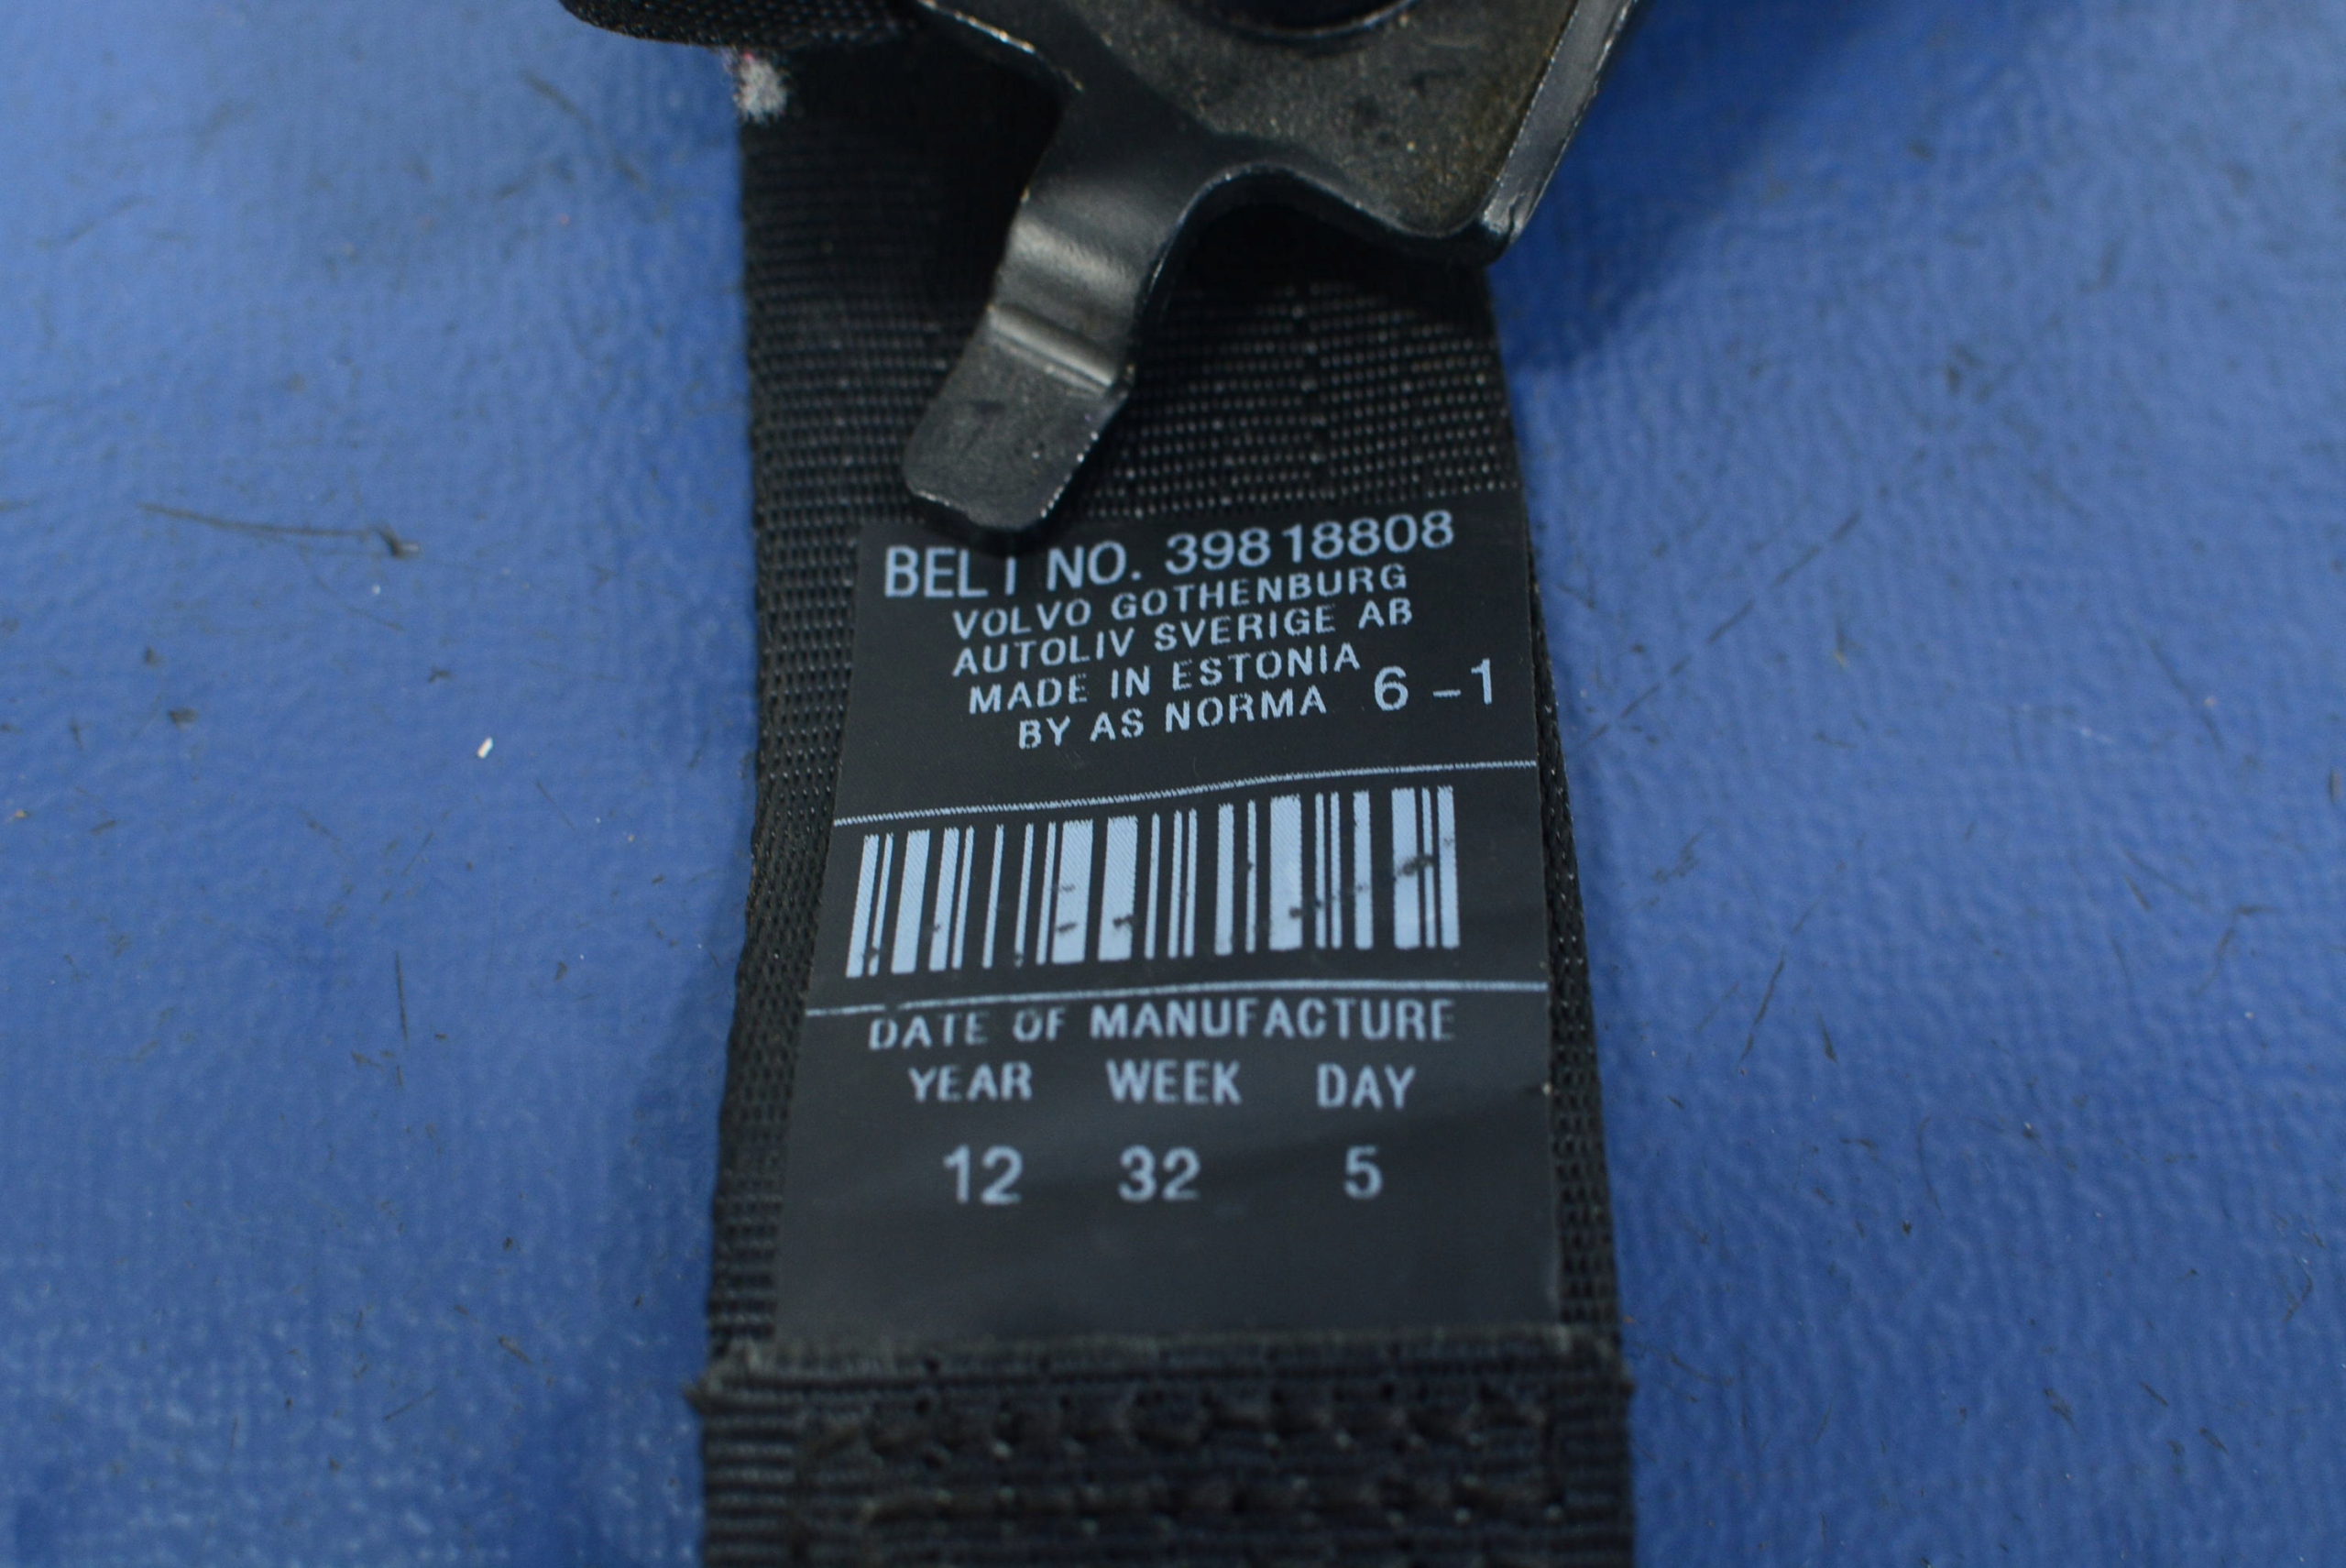 BELT NO. 39818808
VOLVO GOTHENBURG
AUTOLIV SVERIGE AB
MADE IN ESTONIA
BY AS NORMA 6-1
DATE OF MANUFACTURE
YEAR WEEK DAY
12 32 5